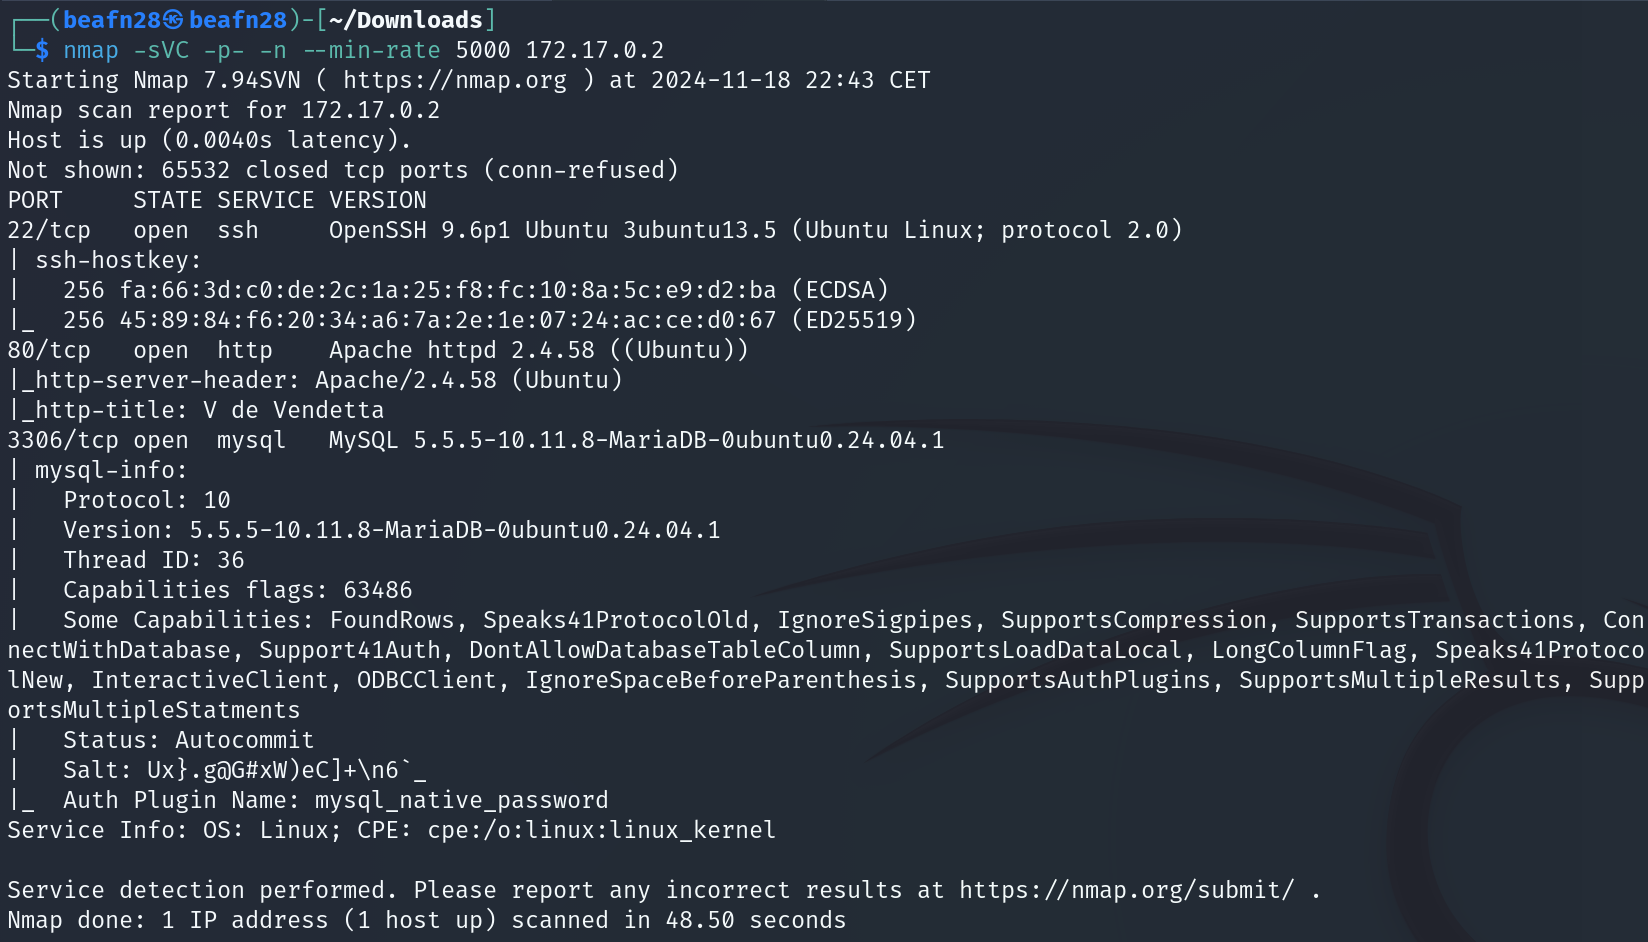 ┌──(beafn28㉿beafn28)-[~/Downloads]
└─$ nmap -sVC -p- -n --min-rate 5000 172.17.0.2
Starting Nmap 7.94SVN ( https://nmap.org ) at 2024-11-18 22:43 CET
Nmap scan report for 172.17.0.2
Host is up (0.0040s latency).
Not shown: 65532 closed tcp ports (conn-refused)
PORT     STATE SERVICE VERSION
22/tcp   open  ssh     OpenSSH 9.6p1 Ubuntu 3ubuntu13.5 (Ubuntu Linux; protocol 2.0)
| ssh-hostkey:
|   256 fa:66:3d:c0:de:2c:1a:25:f8:fc:10:8a:5c:e9:d2:ba (ECDSA)
|_  256 45:89:84:f6:20:34:a6:7a:2e:1e:07:24:ac:ce:d0:67 (ED25519)
80/tcp   open  http    Apache httpd 2.4.58 ((Ubuntu))
|_http-server-header: Apache/2.4.58 (Ubuntu)
|_http-title: V de Vendetta
3306/tcp open  mysql   MySQL 5.5.5-10.11.8-MariaDB-0ubuntu0.24.04.1
| mysql-info:
|   Protocol: 10
|   Version: 5.5.5-10.11.8-MariaDB-0ubuntu0.24.04.1
|   Thread ID: 36
|   Capabilities flags: 63486
|   Some Capabilities: FoundRows, Speaks41ProtocolOld, IgnoreSigpipes, SupportsCompression, SupportsTransactions, Con
nectWithDatabase, Support41Auth, DontAllowDatabaseTableColumn, SupportsLoadDataLocal, LongColumnFlag, Speaks41Protoco
lNew, InteractiveClient, ODBCClient, IgnoreSpaceBeforeParenthesis, SupportsAuthPlugins, SupportsMultipleResults, Supp
ortsMultipleStatments
|   Status: Autocommit
|   Salt: Ux}.g@G#xW)eC]+\n6`_
|_  Auth Plugin Name: mysql_native_password
Service Info: OS: Linux; CPE: cpe:/o:linux:linux_kernel

Service detection performed. Please report any incorrect results at https://nmap.org/submit/ .
Nmap done: 1 IP address (1 host up) scanned in 48.50 seconds